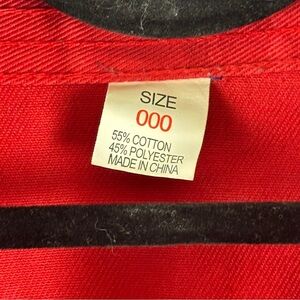 SIZE
000
55% COTTON
45% POLYESTER
MADE IN CHINA